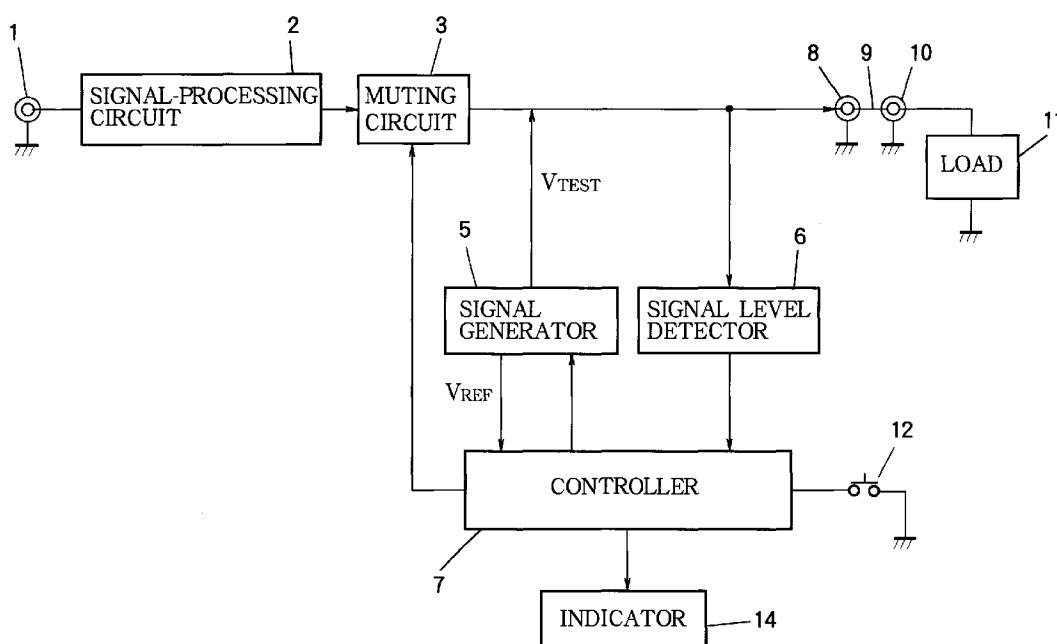 1
2
3
8
9
10
11
SIGNAL-PROCESSING
CIRCUIT
MUTING
CIRCUIT
LOAD
VTEST
5
6
SIGNAL
GENERATOR
SIGNAL LEVEL
DETECTOR
VREF
12
CONTROLLER
7
INDICATOR
14